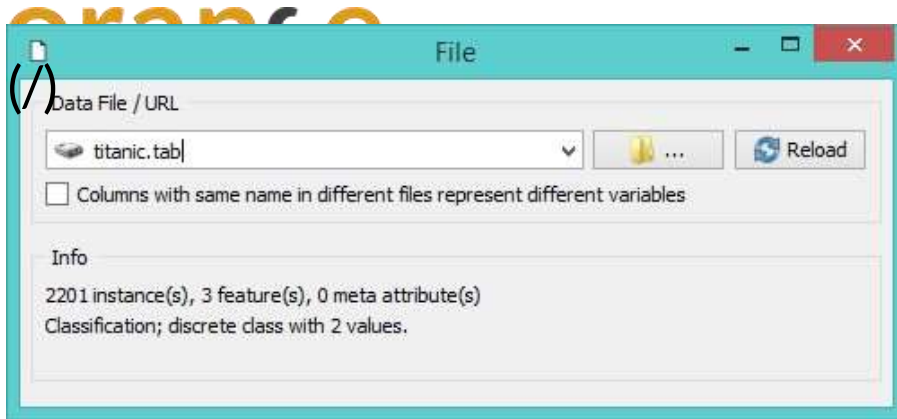 orange
File
(/)
Data File / URL
titanic.tab
...
Reload
Columns with same name in different files represent different variables
Info
2201 instance(s), 3 feature(s), 0 meta attribute(s)
Classification; discrete class with 2 values.